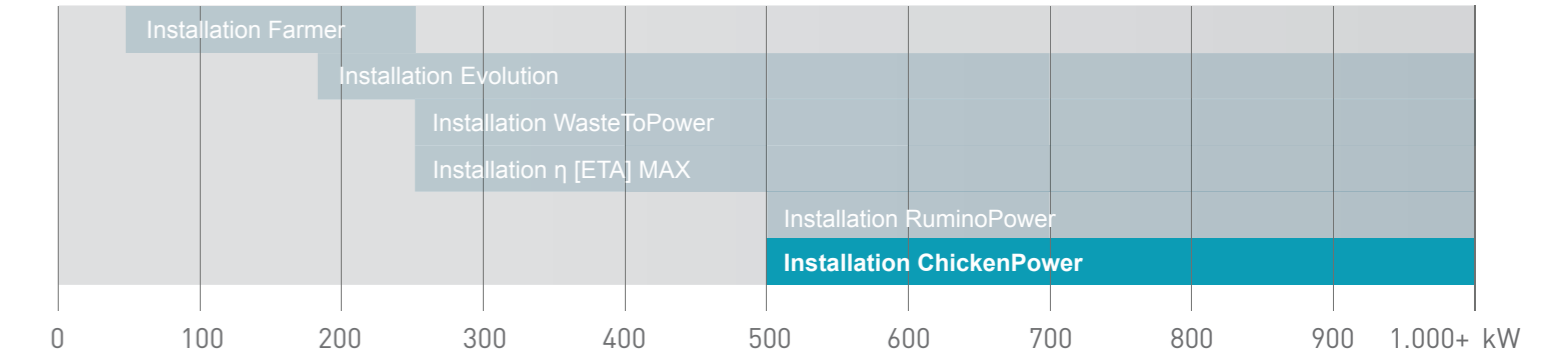 Installation Farmer
Installation Evolution
Installation WasteToPower
Installation η [ETA] MAX
Installation RuminoPower
Installation ChickenPower
0 100 200 300 400 500 600 700 800 900 1.000+ kW